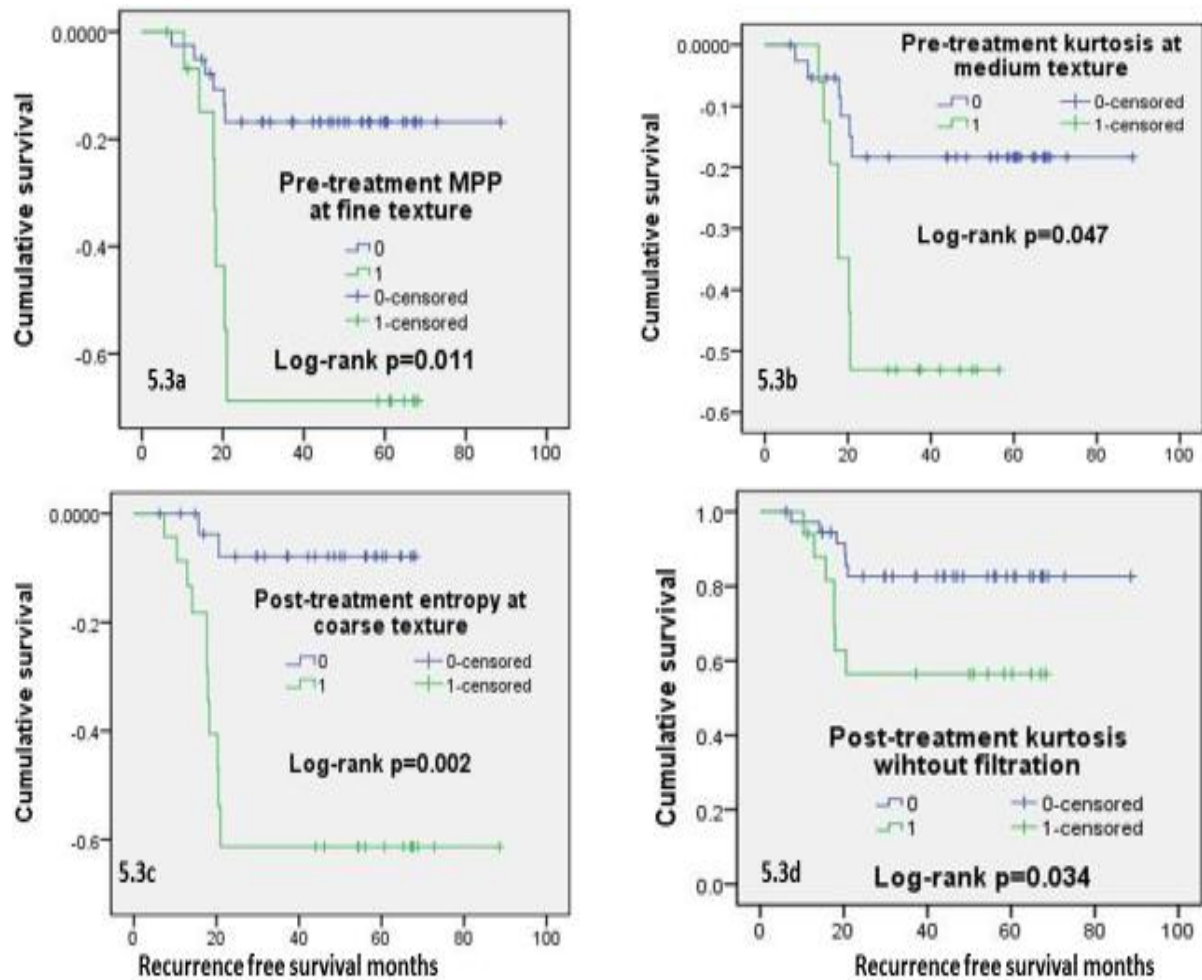 Cumulative survival
0.0000
-0.2
-0.4
-0.6
Pre-treatment MPP
at fine texture
0
1
0-censored
1-censored
Log-rank p=0.011
5.3a
0 20 40 60 80 100
Cumulative survival
0.0000
-0.1
-0.2
-0.3
-0.4
-0.5
-0.6
Pre-treatment kurtosis at
medium texture
0 0-censored
1 1-censored
Log-rank p=0.047
5.3b
0 20 40 60 80 100
Cumulative survival
0.0000
-0.2
-0.4
-0.6
Post-treatment entropy at
coarse texture
0 0-censored
1 1-censored
Log-rank p=0.002
5.3c
0 20 40 60 80 100
Recurrence free survival months
Cumulative survival
1.0
0.8
0.6
0.4
0.2
0.0
Post-treatment kurtosis
wihtout filtration
0 0-censored
1 1-censored
5.3d
Log-rank p=0.034
0 20 40 60 80 100
Recurrence free survival months